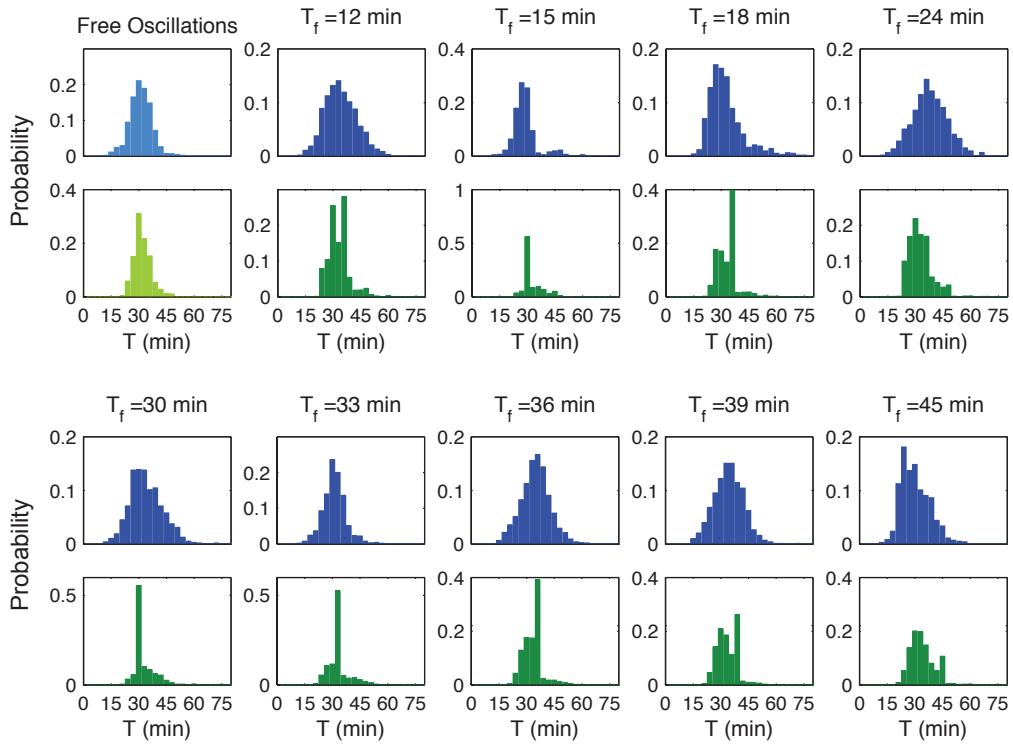 Free Oscillations
T_f =12 min
T_f =15 min
T_f =18 min
T_f =24 min
Probability
0.2
0.1
0
0.2
0.1
0
0.4
0.2
0
0.2
0.1
0
0.2
0.1
0
0.4
0.2
0
0.2
0.1
0
1
0.5
0
0.4
0.2
0
0.2
0.1
0
0 15 30 45 60 75
0 15 30 45 60 75
0 15 30 45 60 75
0 15 30 45 60 75
0 15 30 45 60 75
T (min)
T (min)
T (min)
T (min)
T (min)
T_f =30 min
T_f =33 min
T_f =36 min
T_f =39 min
T_f =45 min
Probability
0.2
0.1
0
0.2
0.1
0
0.2
0.1
0
0.2
0.1
0
0.2
0.1
0
0.5
0
0.5
0
0.4
0.2
0
0.4
0.2
0
0.4
0.2
0
0 15 30 45 60 75
0 15 30 45 60 75
0 15 30 45 60 75
0 15 30 45 60 75
0 15 30 45 60 75
T (min)
T (min)
T (min)
T (min)
T (min)